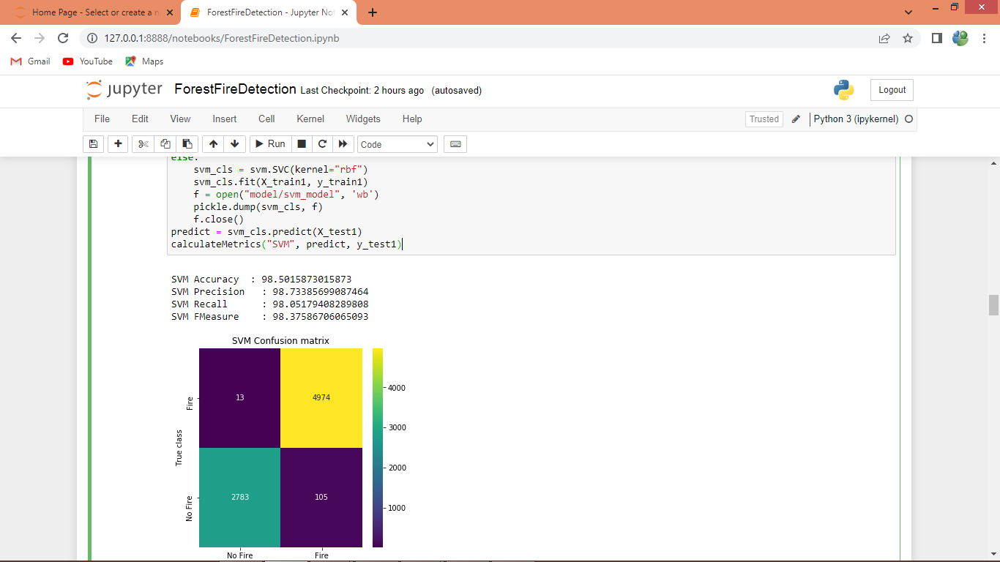 Home Page - Select or create a n
ForestFireDetection - Jupyter Not
127.0.0.1:8888/notebooks/ForestFireDetection.ipynb
Gmail
YouTube
Maps
jupyter ForestFireDetection Last Checkpoint: 2 hours ago (autosaved)
Logout
File Edit View Insert Cell Kernel Widgets Help
Trusted
Python 3 (ipykernel)
Run
Code
else:
svm_cls = svm.SVC(kernel="rbf")
svm_cls.fit(X_train1, y_train1)
f = open("model/svm_model", 'wb')
pickle.dump(svm_cls, f)
f.close()
predict = svm_cls.predict(X_test1)
calculateMetrics("SVM", predict, y_test1)
SVM Accuracy : 98.5015873015873
SVM Precision : 98.73385699087464
SVM Recall : 98.05179408289808
SVM FMeasure : 98.37586706065093
SVM Confusion matrix
13 4974
2783 105
Fire
No Fire
True class
4000
3000
2000
1000
No Fire Fire